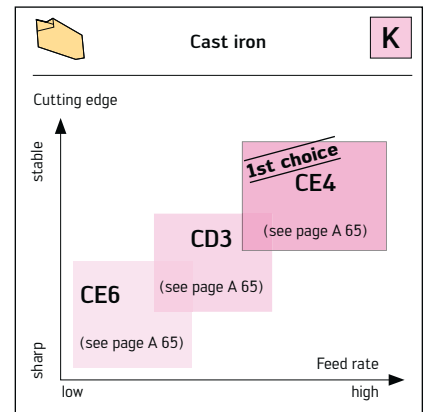 Cast iron
K
Cutting edge
stable
1st choice
CE4
(see page A 65)
CD3
(see page A 65)
CE6
(see page A 65)
sharp
Feed rate
low
high